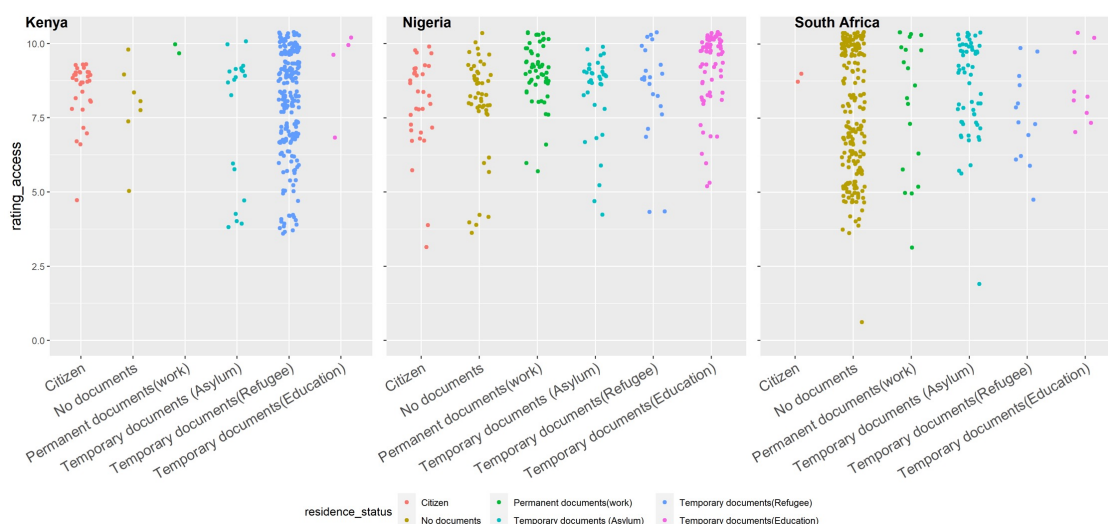 Kenya
Nigeria
South Africa
rating_access
10.0
7.5
5.0
2.5
0.0
Citizen
No documents
Permanent documents(work)
Temporary documents (Asylum)
Temporary documents(Refugee)
Temporary documents(Education)
Citizen
No documents
Permanent documents(work)
Temporary documents (Asylum)
Temporary documents(Refugee)
Temporary documents(Education)
Citizen
No documents
Permanent documents(work)
Temporary documents (Asylum)
Temporary documents(Refugee)
Temporary documents(Education)
residence_status
Citizen
No documents
Permanent documents(work)
Temporary documents (Asylum)
Temporary documents(Refugee)
Temporary documents(Education)